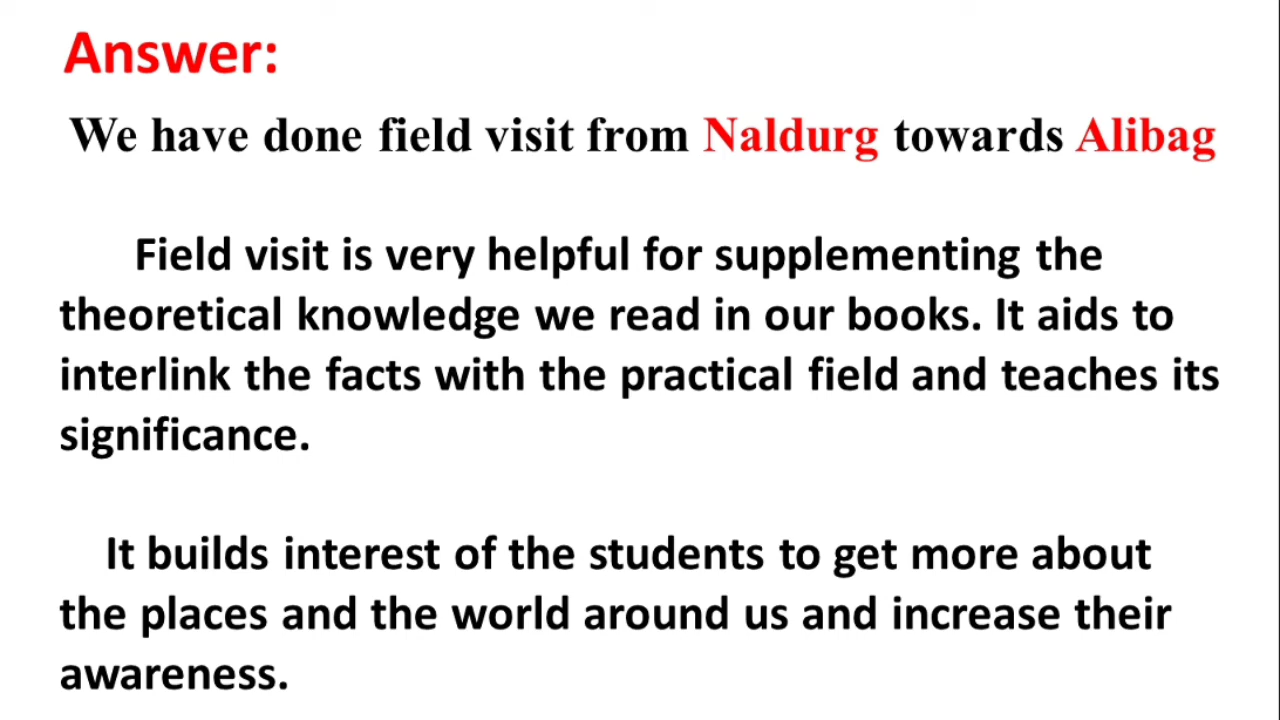 Answer:
We have done field visit from Naldurg towards Alibag
Field visit is very helpful for supplementing the
theoretical knowledge we read in our books. It aids to
interlink the facts with the practical field and teaches its
significance.
It builds interest of the students to get more about
the places and the world around us and increase their
awareness.